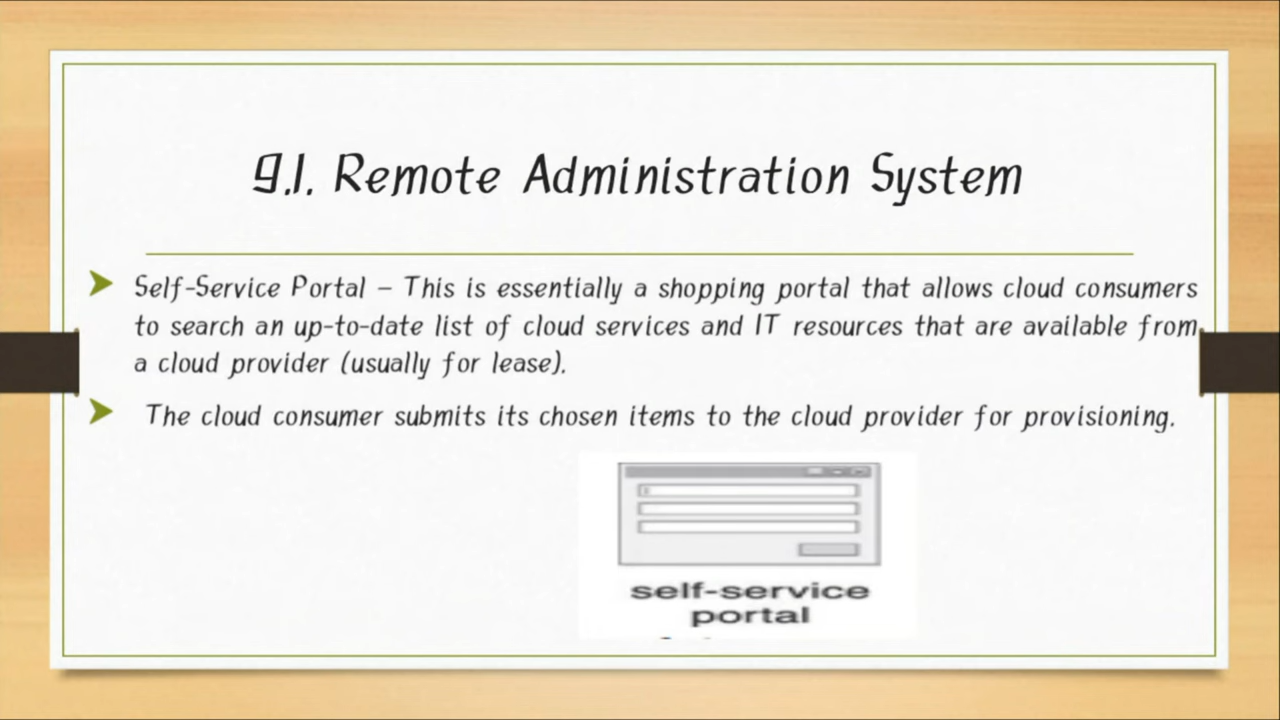 9.1. Remote Administration System
Self-Service Portal – This is essentially a shopping portal that allows cloud consumers
to search an up-to-date list of cloud services and IT resources that are available from
a cloud provider (usually for lease).
The cloud consumer submits its chosen items to the cloud provider for provisioning.
self-service
portal